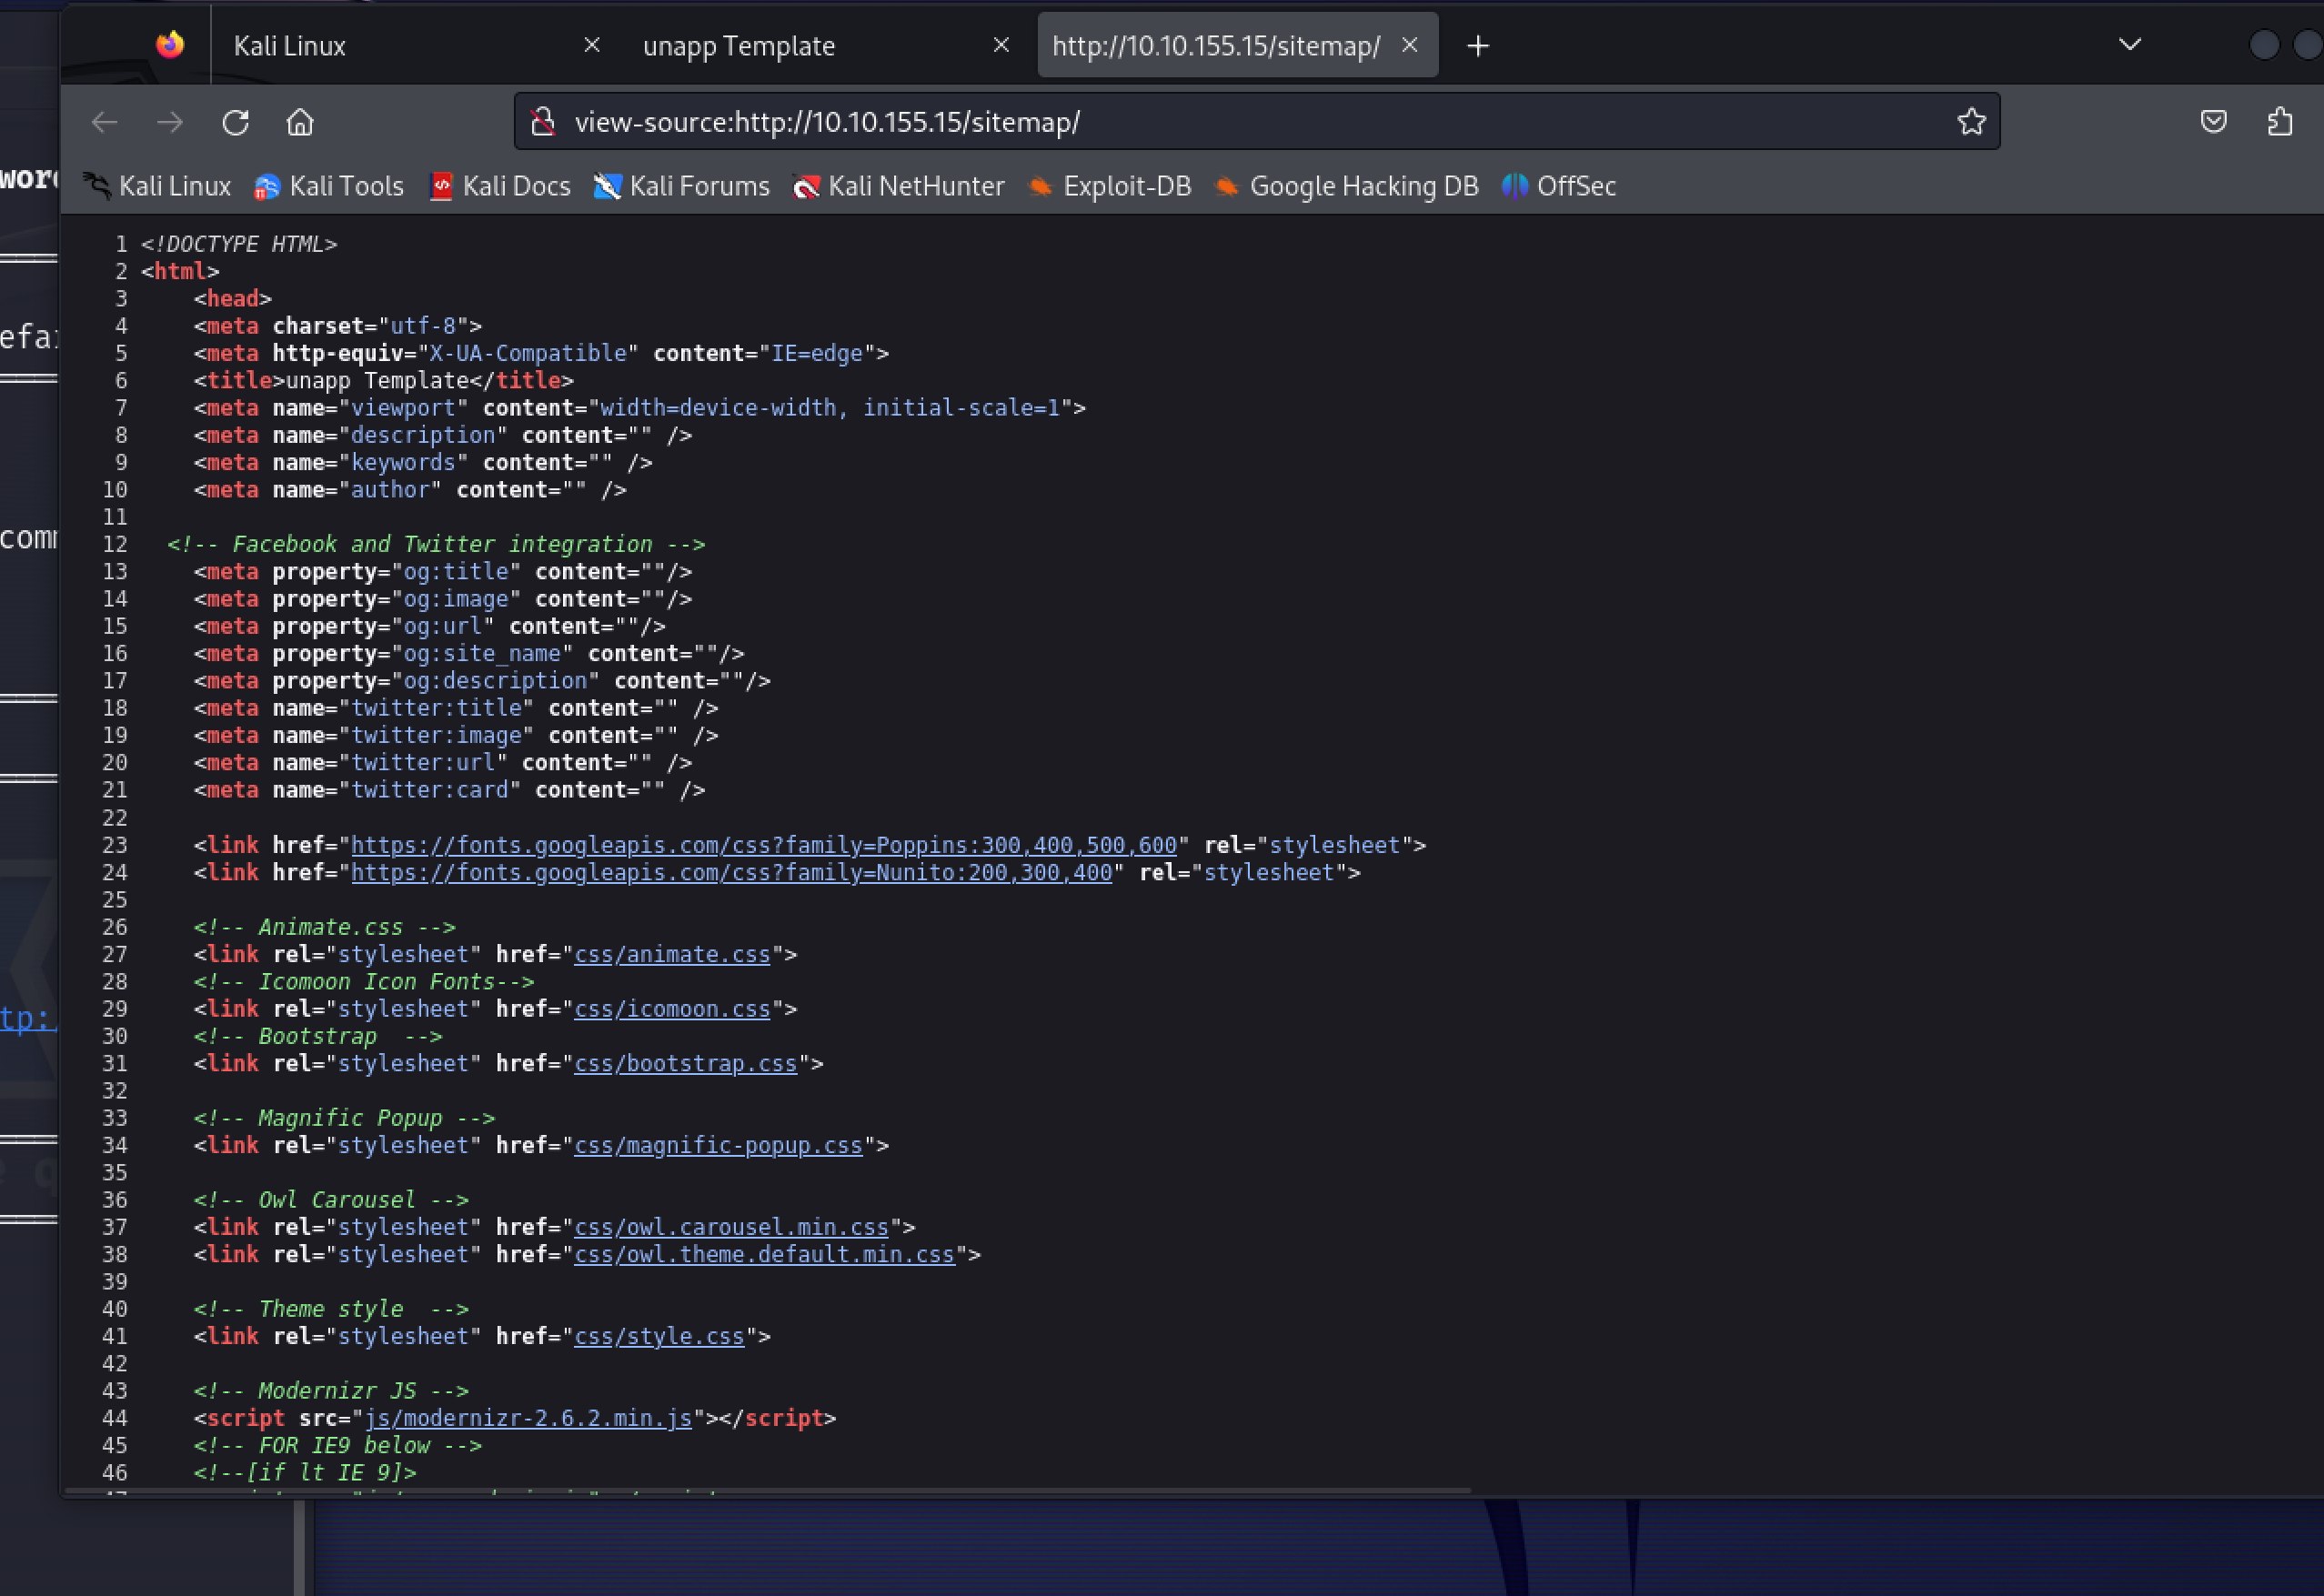 Kali Linux
unapp Template
http://10.10.155.15/sitemap/
view-source:http://10.10.155.15/sitemap/
Kali Linux Kali Tools Kali Docs Kali Forums Kali NetHunter Exploit-DB Google Hacking DB OffSec
1 <!DOCTYPE HTML>
2 <html>
3 <head>
4 <meta charset="utf-8">
5 <meta http-equiv="X-UA-Compatible" content="IE=edge">
6 <title>unapp Template</title>
7 <meta name="viewport" content="width=device-width, initial-scale=1">
8 <meta name="description" content="" />
9 <meta name="keywords" content="" />
10 <meta name="author" content="" />
11
12 <!-- Facebook and Twitter integration -->
13 <meta property="og:title" content=""/>
14 <meta property="og:image" content=""/>
15 <meta property="og:url" content=""/>
16 <meta property="og:site_name" content=""/>
17 <meta property="og:description" content=""/>
18 <meta name="twitter:title" content="" />
19 <meta name="twitter:image" content="" />
20 <meta name="twitter:url" content="" />
21 <meta name="twitter:card" content="" />
22
23 <link href="https://fonts.googleapis.com/css?family=Poppins:300,400,500,600" rel="stylesheet">
24 <link href="https://fonts.googleapis.com/css?family=Nunito:200,300,400" rel="stylesheet">
25
26 <!-- Animate.css -->
27 <link rel="stylesheet" href="css/animate.css">
28 <!-- Icomoon Icon Fonts-->
29 <link rel="stylesheet" href="css/icomoon.css">
30 <!-- Bootstrap  -->
31 <link rel="stylesheet" href="css/bootstrap.css">
32
33 <!-- Magnific Popup -->
34 <link rel="stylesheet" href="css/magnific-popup.css">
35
36 <!-- Owl Carousel -->
37 <link rel="stylesheet" href="css/owl.carousel.min.css">
38 <link rel="stylesheet" href="css/owl.theme.default.min.css">
39
40 <!-- Theme style  -->
41 <link rel="stylesheet" href="css/style.css">
42
43 <!-- Modernizr JS -->
44 <script src="js/modernizr-2.6.2.min.js"></script>
45 <!-- FOR IE9 below -->
46 <!--[if lt IE 9]>